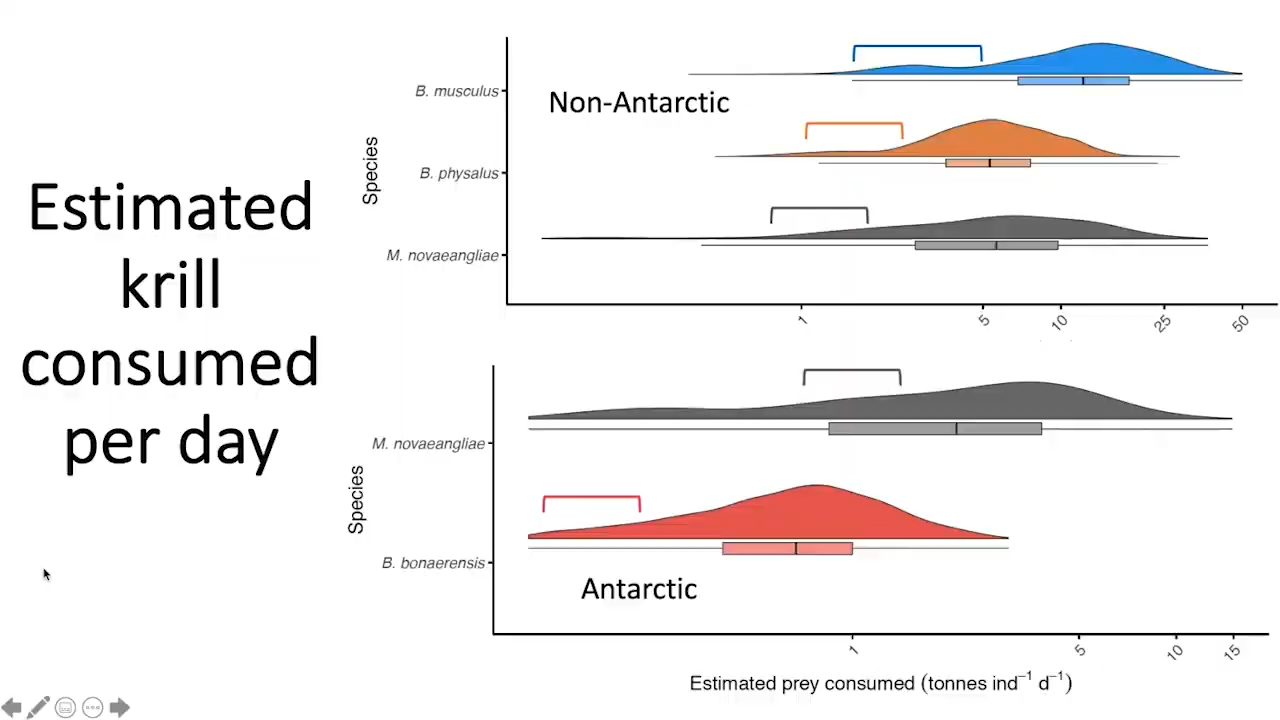 Estimated
krill
consumed
per day
Species
B. musculus
B. physalus
M. novaeangliae
Non-Antarctic
1
5
10
25
50
Species
M. novaeangliae
B. bonaerensis
Antarctic
1
5
10
15
Estimated prey consumed (tonnes ind⁻¹ d⁻¹)